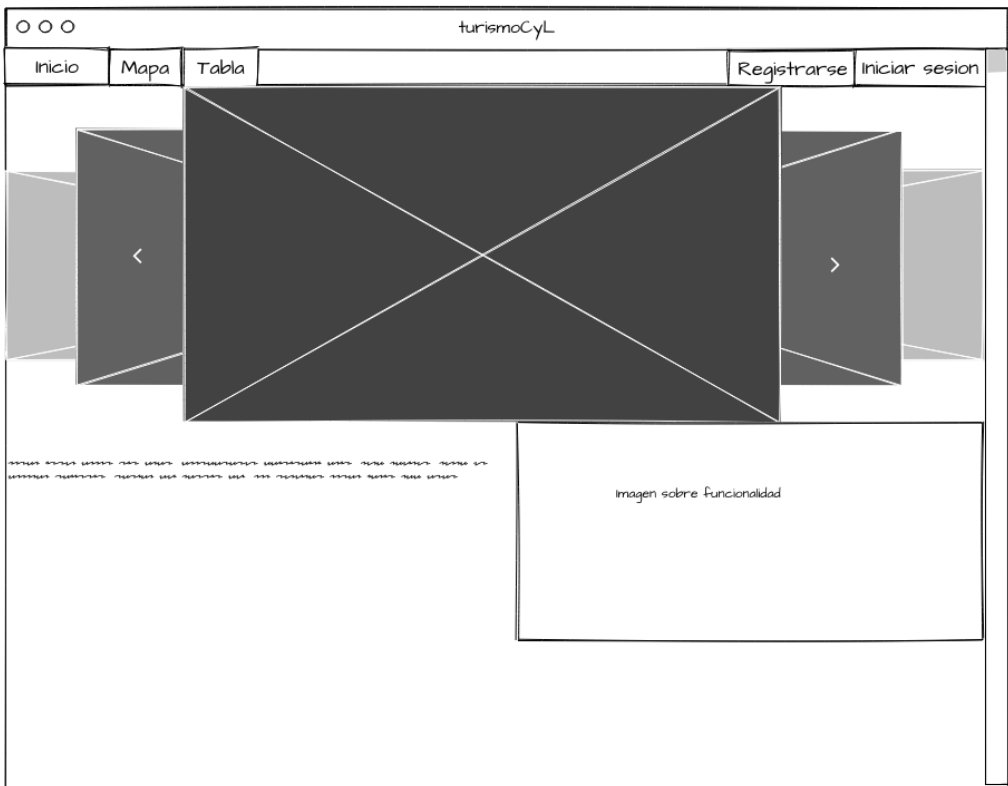 turismoCyL
Inicio Mapa Tabla Registrarse Iniciar sesion
Imagen sobre funcionalidad